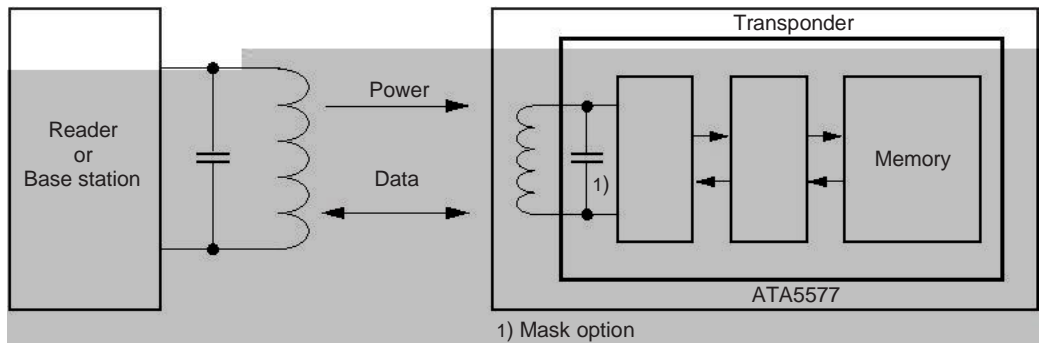 Transponder
Power
Reader
or
Base station
Memory
Data
1)
ATA5577
1) Mask option